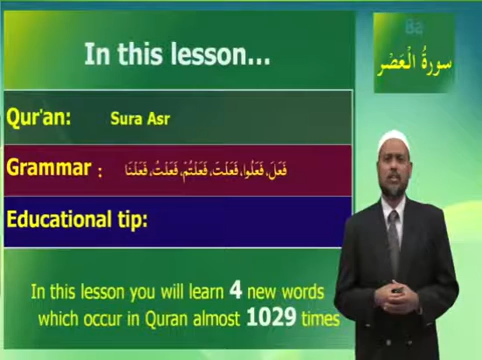 8a
In this lesson...
سورةُ الْعَصْر
Qur'an: Sura Asr
Grammar : فَعَلَ، فَعَلُوا، فَعَلْتَ، فَعَلْتُمْ، فَعَلْتُ، فَعَلْنَا
Educational tip:
In this lesson you will learn 4 new words
which occur in Quran almost 1029 times